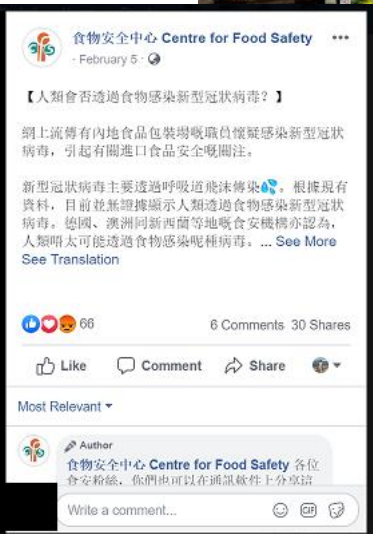 食物安全中心 Centre for Food Safety
February 5 ·
【人類會否透過食物感染新型冠狀病毒？】
網上流傳有內地食品包裝場嘅職員懷疑感染新型冠狀
病毒，引起有關進口食品安全嘅關注。
新型冠狀病毒主要透過呼吸道飛沫傳染💦。根據現有
資料，目前並無證據顯示人類透過食物感染新型冠狀
病毒。德國、澳洲同新西蘭等地嘅食安機構亦認為，
人類唔太可能透過食物感染呢種病毒。... See More
See Translation
66 6 Comments 30 Shares
Like Comment Share
Most Relevant
Author
食物安全中心 Centre for Food Safety 各位
食安粉絲，你們也可以在通訊軟件上分享這
Write a comment...
GIF